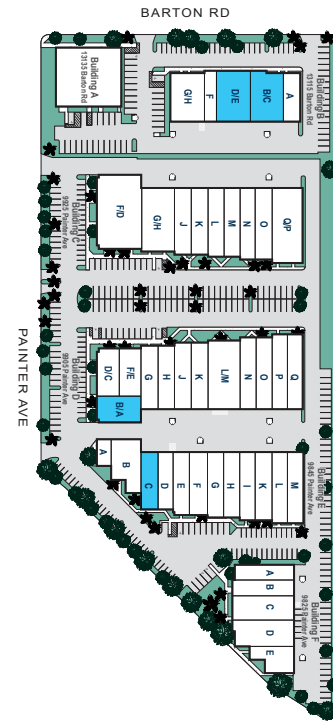 BARTON RD
Building A
13135 Barton Rd
G/H
F
D/E
B/C
A
Building B
13115 Barton Rd
Building C
9925 Painter Ave
F/D
G/H
J
K
L
M
N
O
Q/P
PAINTER AVE
Building D
9905 Painter Ave
D/C
F/E
B/A
G
H
J
K
L/M
N
O
P
Q
Building E
9845 Painter Ave
A
B
C
D
E
F
G
H
I
K
L
M
Building F
9825 Painter Ave
A
B
C
D
E